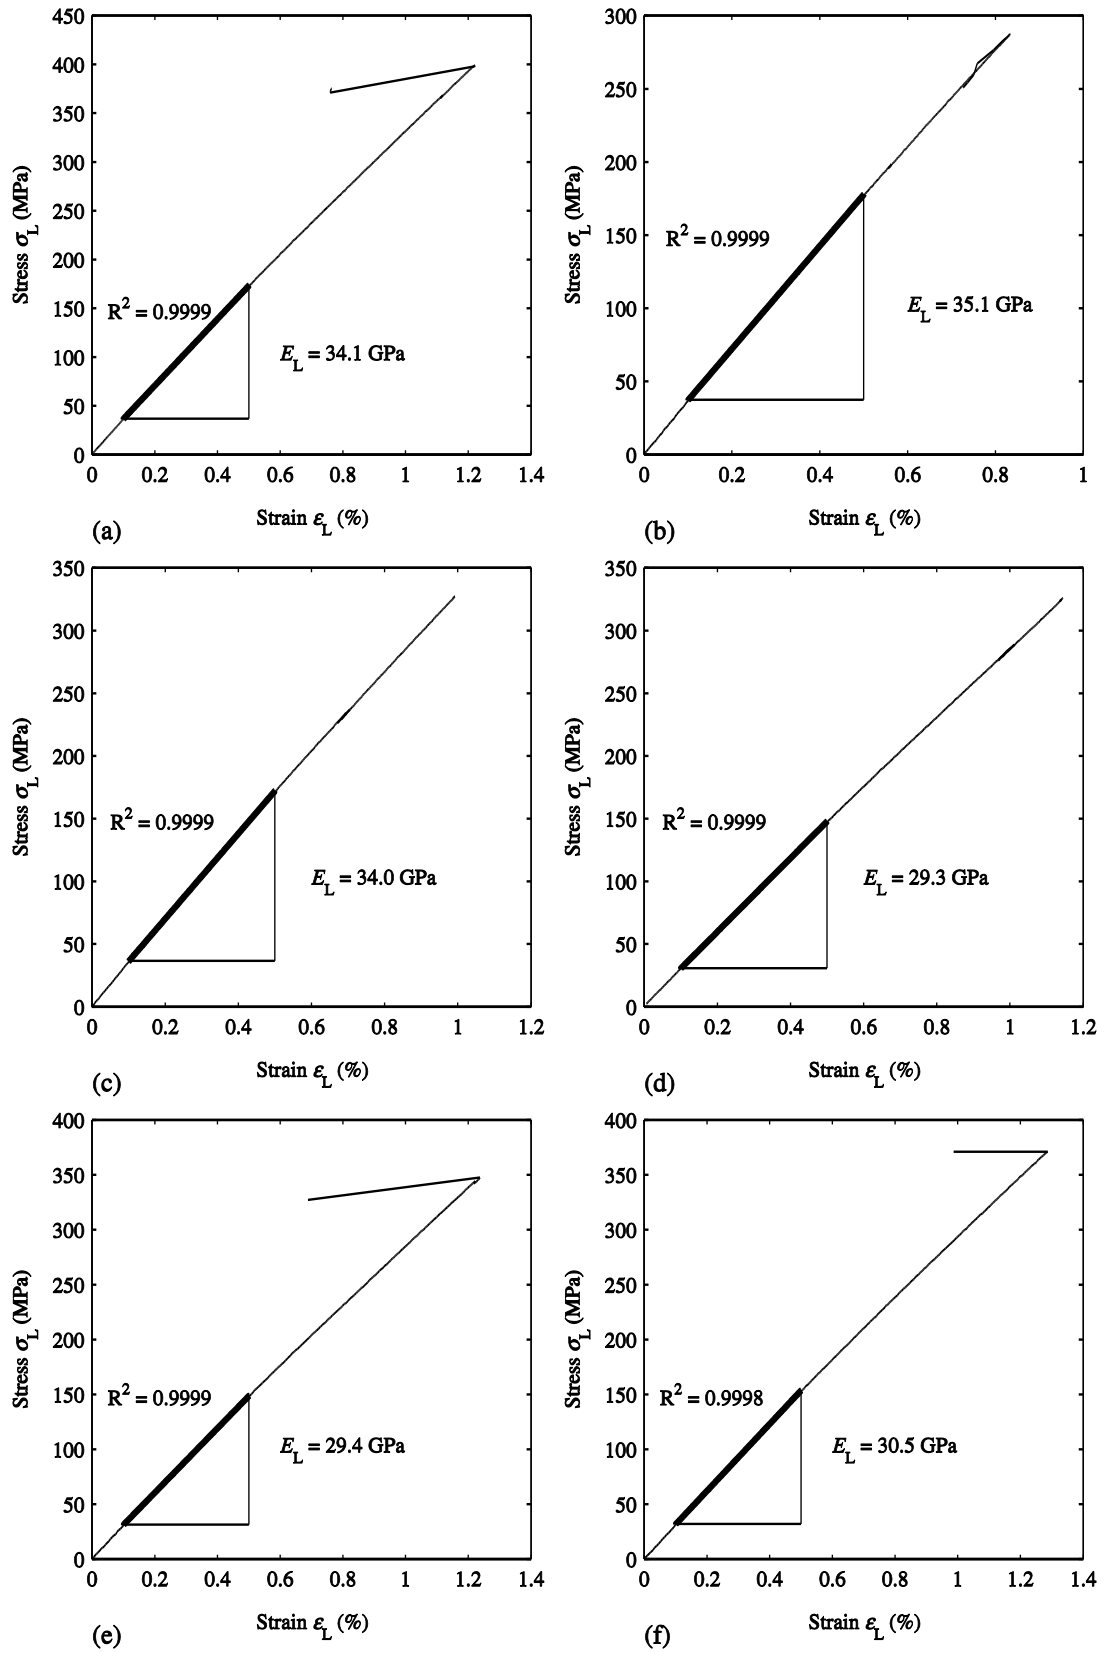 450
400
350
300
250
200
150
100
50
0
Stress σL (MPa)
R2 = 0.9999
EL = 34.1 GPa
0 0.2 0.4 0.6 0.8 1 1.2 1.4
Strain εL (%)
(a)
300
250
200
150
100
50
0
Stress σL (MPa)
R2 = 0.9999
EL = 35.1 GPa
0 0.2 0.4 0.6 0.8 1
Strain εL (%)
(b)
350
300
250
200
150
100
50
0
Stress σL (MPa)
R2 = 0.9999
EL = 34.0 GPa
0 0.2 0.4 0.6 0.8 1 1.2
Strain εL (%)
(c)
350
300
250
200
150
100
50
0
Stress σL (MPa)
R2 = 0.9999
EL = 29.3 GPa
0 0.2 0.4 0.6 0.8 1 1.2
Strain εL (%)
(d)
400
350
300
250
200
150
100
50
0
Stress σL (MPa)
R2 = 0.9999
EL = 29.4 GPa
0 0.2 0.4 0.6 0.8 1 1.2 1.4
Strain εL (%)
(e)
400
350
300
250
200
150
100
50
0
Stress σL (MPa)
R2 = 0.9998
EL = 30.5 GPa
0 0.2 0.4 0.6 0.8 1 1.2 1.4
Strain εL (%)
(f)